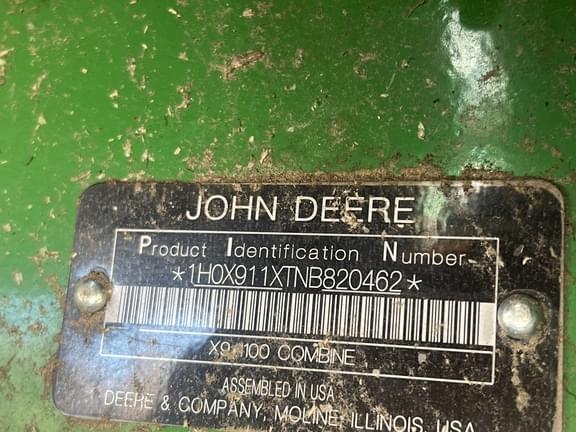 JOHN DEERE
Product Identification Number
*1H0X911XTNB820462*
X9 1100 COMBINE
ASSEMBLED IN USA
DEERE & COMPANY, MOLINE, ILLINOIS, USA